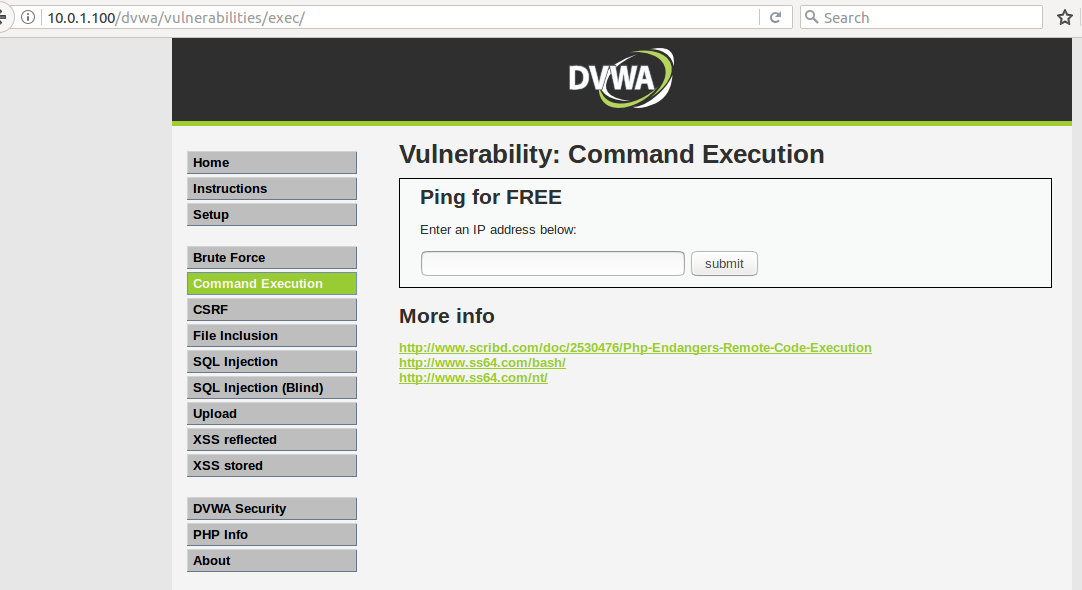 10.0.1.100/dvwa/vulnerabilities/exec/
Search
DVWA
Home
Instructions
Setup
Brute Force
Command Execution
CSRF
File Inclusion
SQL Injection
SQL Injection (Blind)
Upload
XSS reflected
XSS stored
DVWA Security
PHP Info
About
Vulnerability: Command Execution
Ping for FREE
Enter an IP address below:
submit
More info
http://www.scribd.com/doc/2530476/Php-Endangers-Remote-Code-Execution
http://www.ss64.com/bash/
http://www.ss64.com/nt/